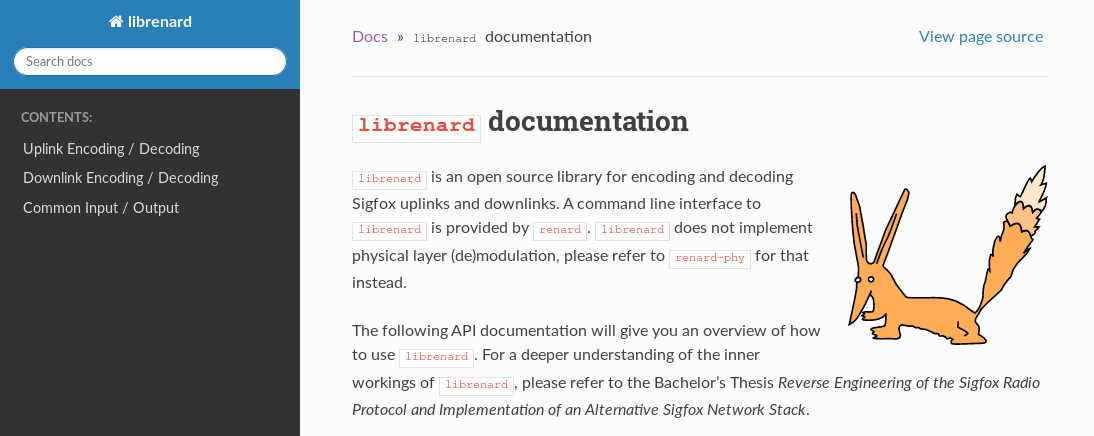 librenard
Search docs
CONTENTS:
Uplink Encoding / Decoding
Downlink Encoding / Decoding
Common Input / Output
Docs » librenard documentation
View page source
librenard documentation
librenard is an open source library for encoding and decoding
Sigfox uplinks and downlinks. A command line interface to
librenard is provided by renard. librenard does not implement
physical layer (de)modulation, please refer to renard-phy for that
instead.
The following API documentation will give you an overview of how
to use librenard. For a deeper understanding of the inner
workings of librenard, please refer to the Bachelor’s Thesis Reverse Engineering of the Sigfox Radio
Protocol and Implementation of an Alternative Sigfox Network Stack.